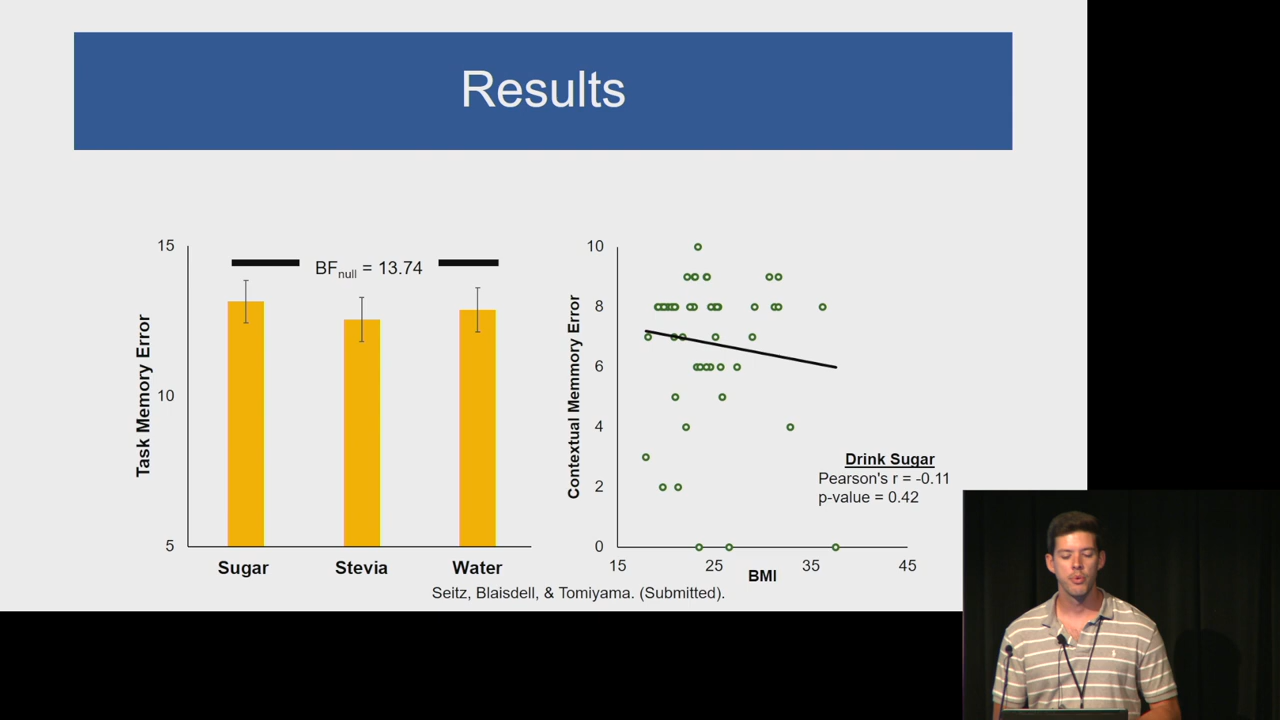 Results
15
10
5
Task Memory Error
BFnull = 13.74
Sugar
Stevia
Water
10
8
6
4
2
0
Contextual Memmory Error
15
25
35
45
BMI
Drink Sugar
Pearson's r = -0.11
p-value = 0.42
Seitz, Blaisdell, & Tomiyama. (Submitted).